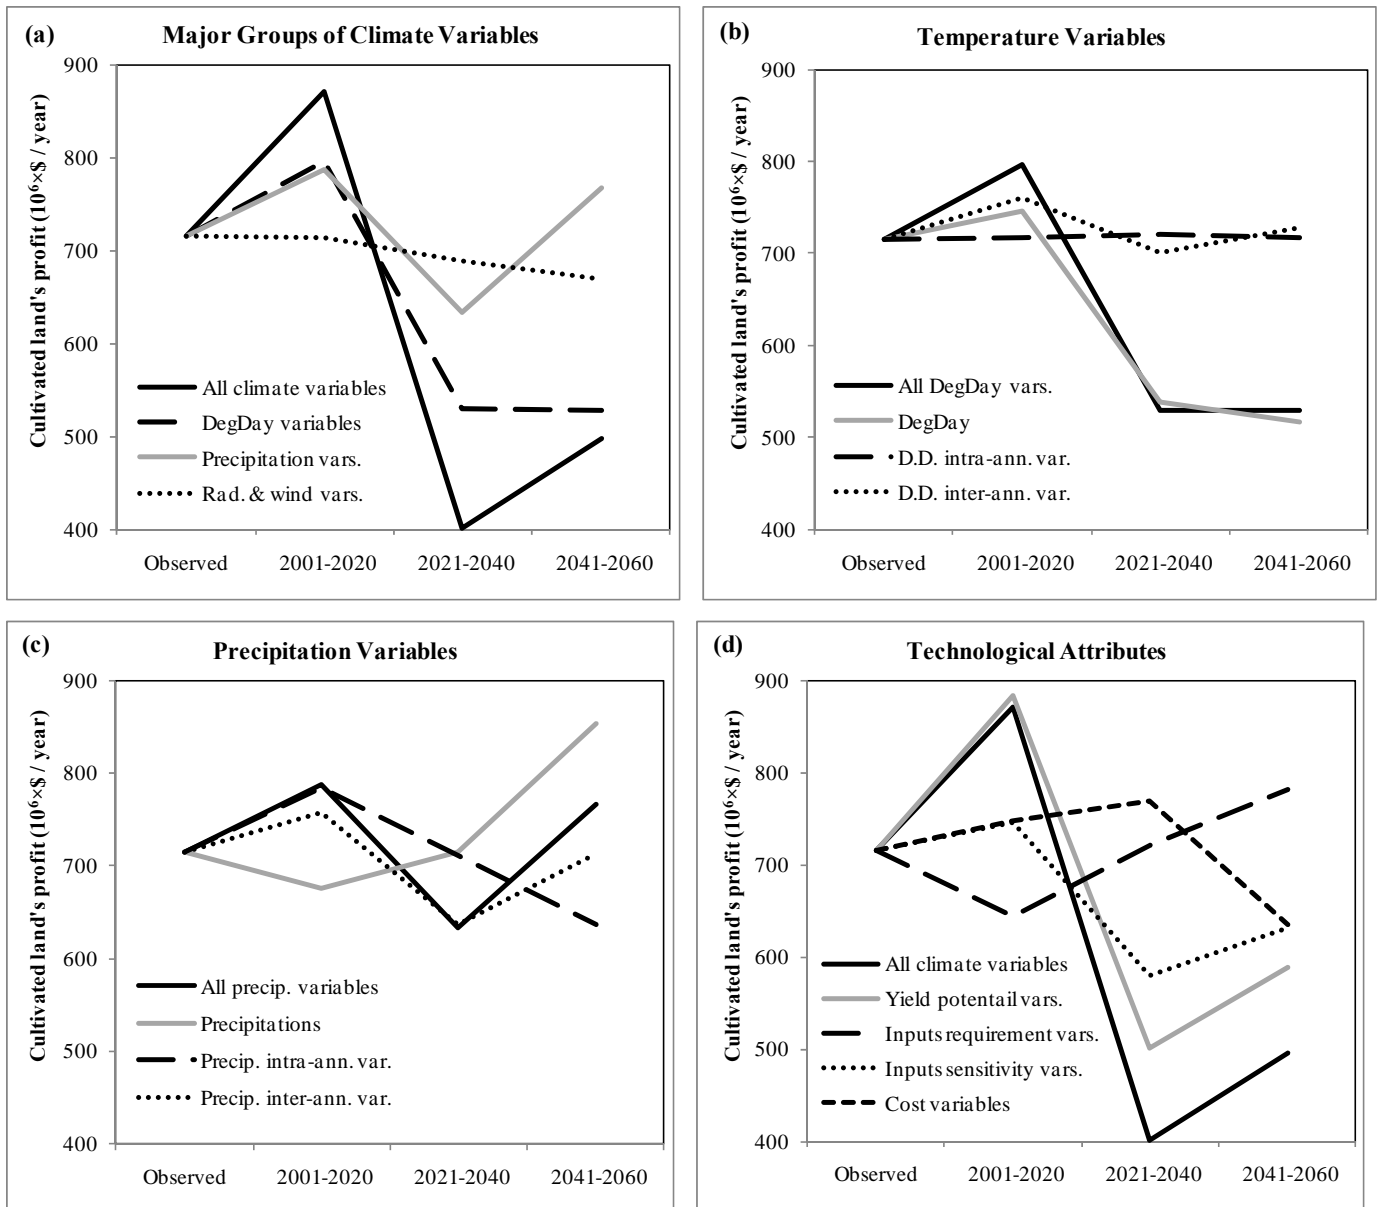 (a)
Major Groups of Climate Variables
Cultivated land's profit (10⁶×$ / year)
900
800
700
600
500
400
All climate variables
DegDay variables
Precipitation vars.
Rad. & wind vars.
Observed 2001-2020 2021-2040 2041-2060
(b)
Temperature Variables
Cultivated land's profit (10⁶×$ / year)
900
800
700
600
500
400
All DegDay vars.
DegDay
D.D. intra-ann. var.
D.D. inter-ann. var.
Observed 2001-2020 2021-2040 2041-2060
(c)
Precipitation Variables
Cultivated land's profit (10⁶×$ / year)
900
800
700
600
500
400
All precip. variables
Precipitations
Precip. intra-ann. var.
Precip. inter-ann. var.
Observed 2001-2020 2021-2040 2041-2060
(d)
Technological Attributes
Cultivated land's profit (10⁶×$ / year)
900
800
700
600
500
400
All climate variables
Yield potentail vars.
Inputs requirement vars.
Inputs sensitivity vars.
Cost variables
Observed 2001-2020 2021-2040 2041-2060